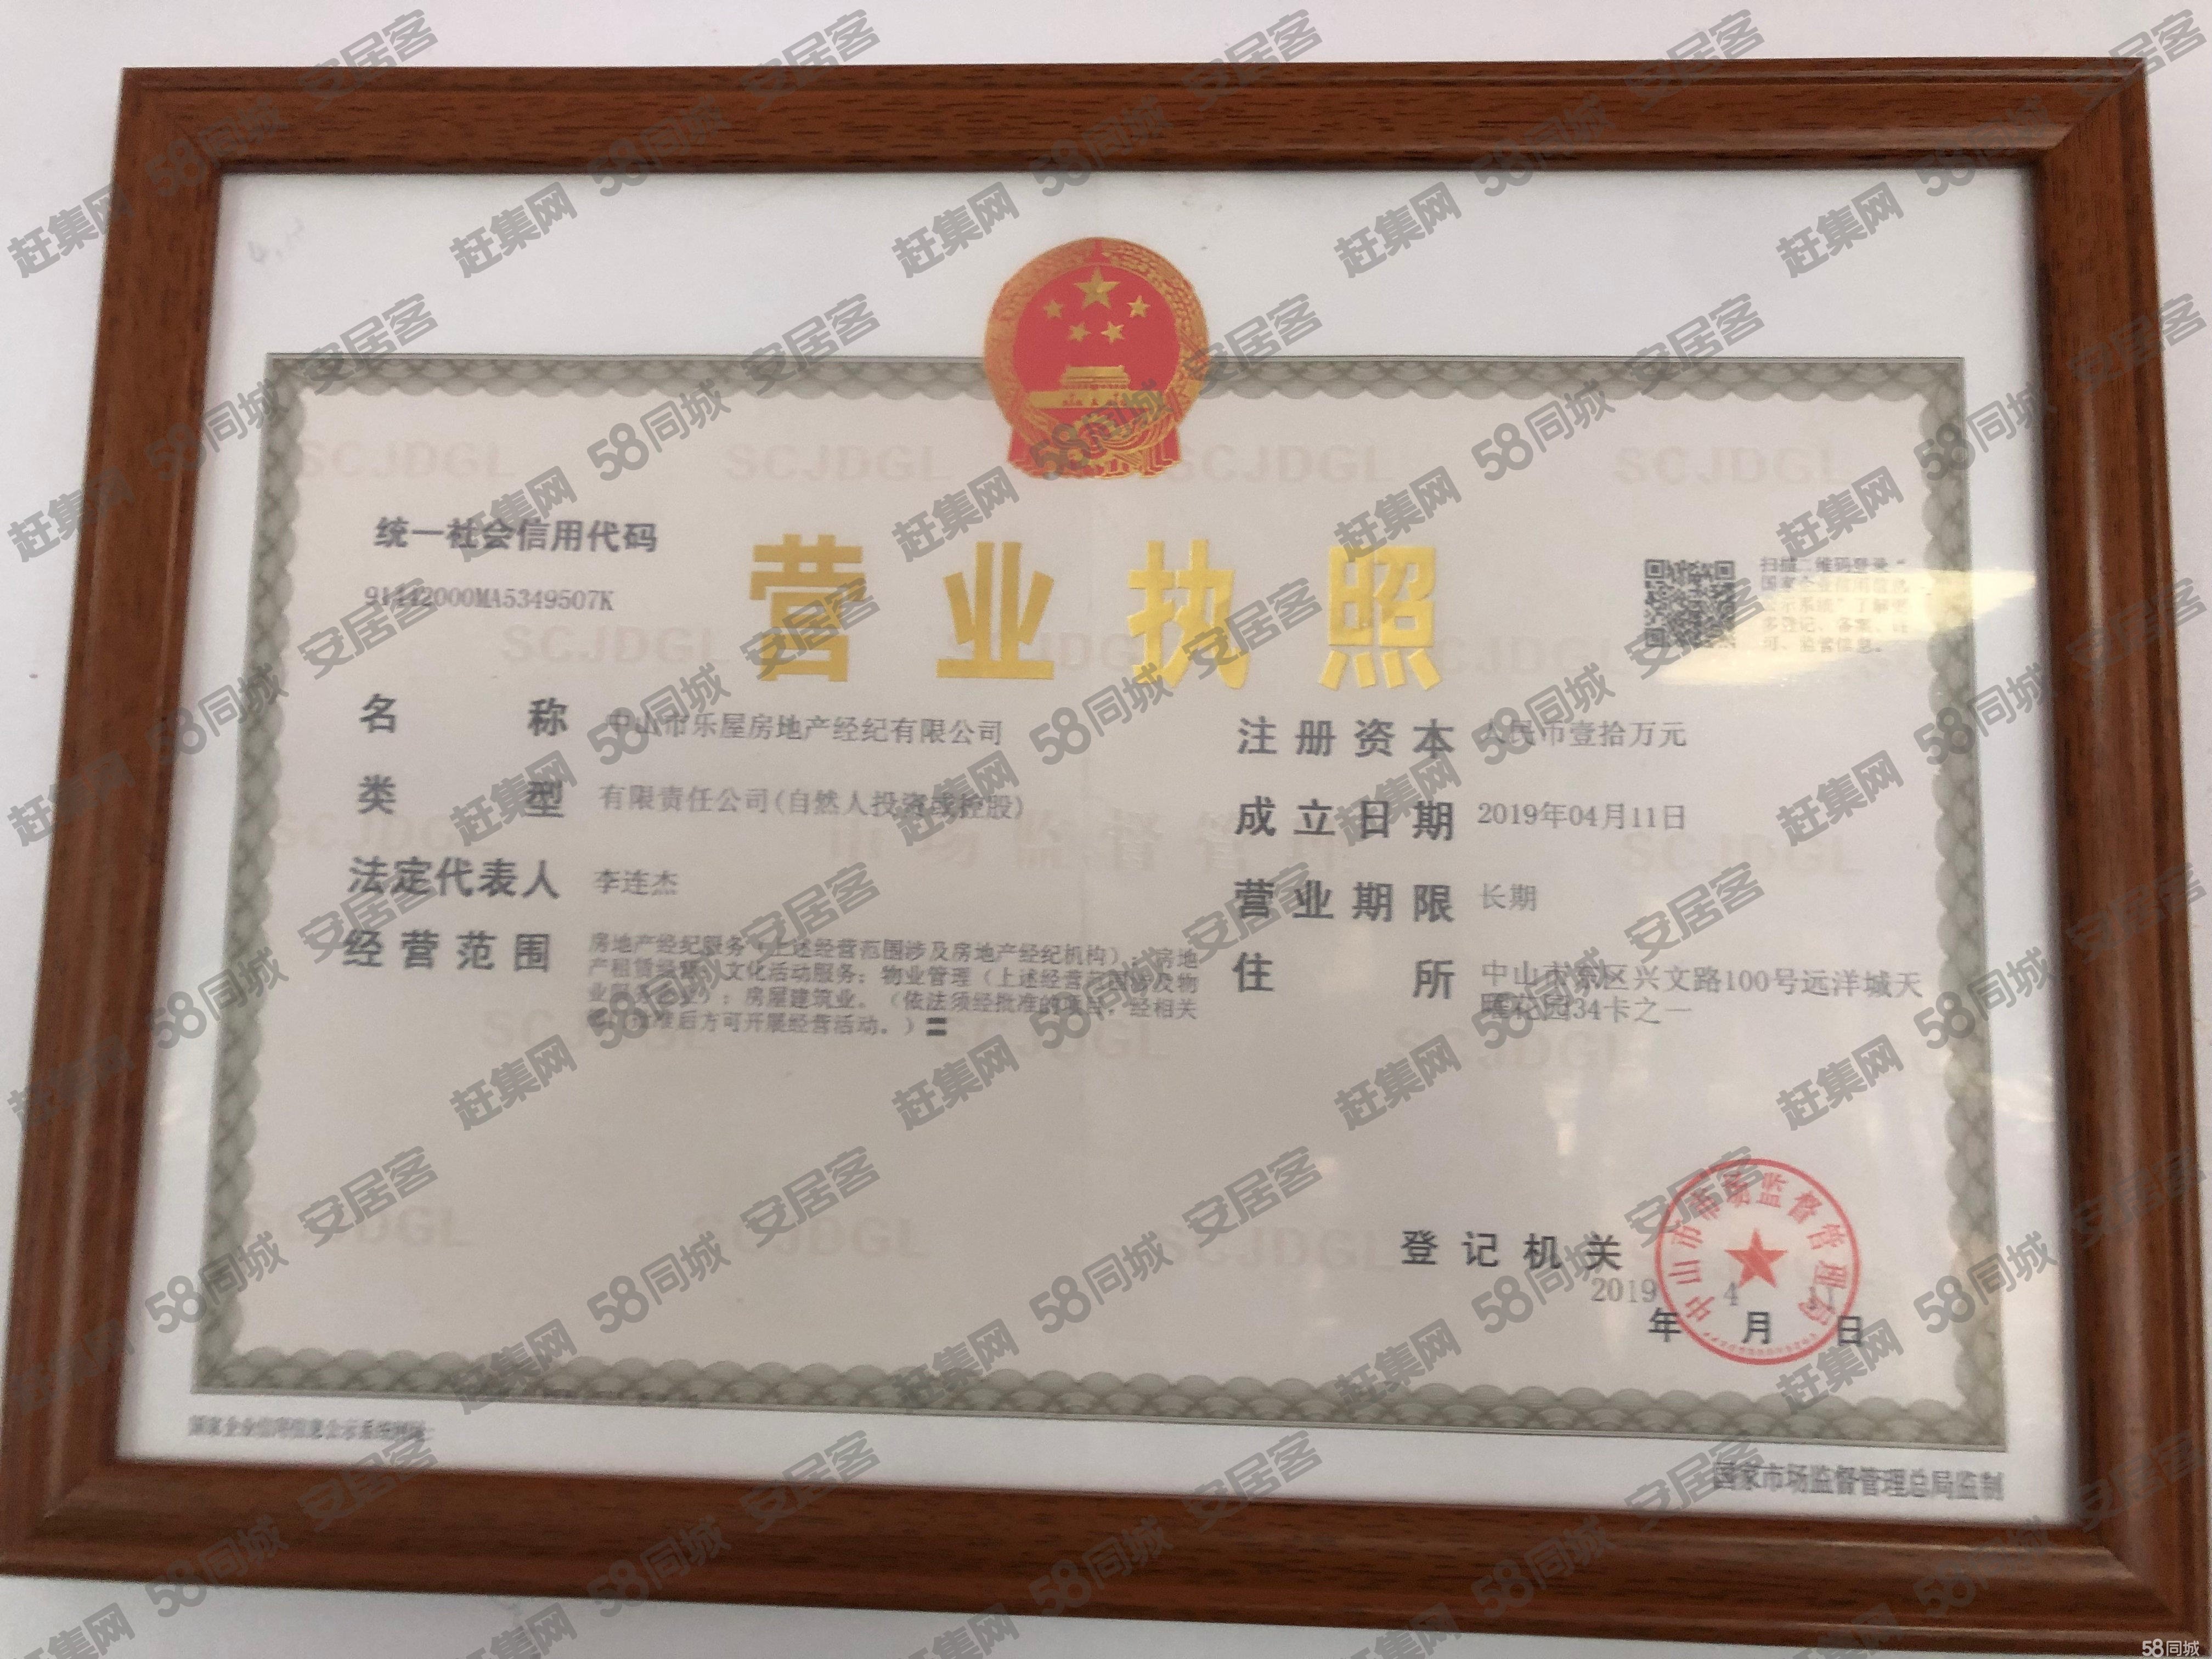 统一社会信用代码
91442000MA5349507K
营业执照
扫描二维码登录"
国家企业信用信息
公示系统"了解更
多登记、备案、许
可、监管信息。
名称 中山市乐屋房地产经纪有限公司
类型 有限责任公司(自然人投资或控股)
法定代表人 李连杰
经营范围 房地产经纪服务（上述经营范围涉及房地产经纪机构）；房地
产租赁经营；文化活动服务；物业管理（上述经营范围涉及物
业服务企业）；房屋建筑业。（依法须经批准的项目，经相关
部门批准后方可开展经营活动。）〓
注册资本 人民币壹拾万元
成立日期 2019年04月11日
营业期限 长期
住所 中山市东区兴文路100号远洋城天
曜花园34卡之一
登记机关
中山市市场监督管理局
2019 4 11
年 月 日
国家企业信用信息公示系统网址:
国家市场监督管理总局监制
SCJDGL
市场监督管理
赶集网
58同城
安居客
58同城